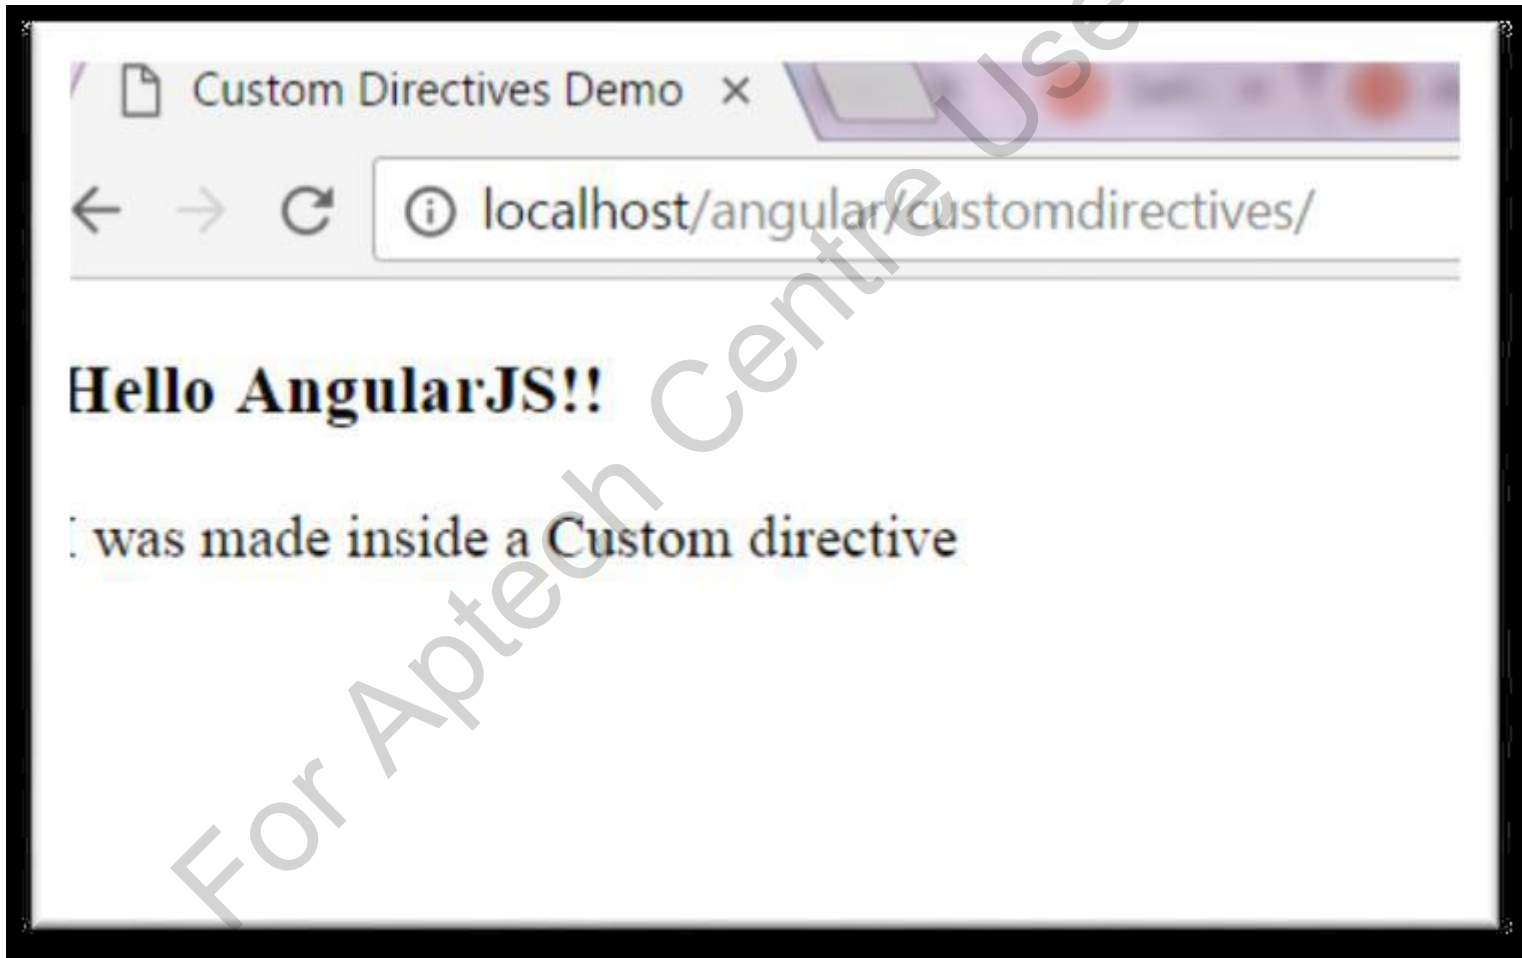 Custom Directives Demo
localhost/angular/customdirectives/
Hello AngularJS!!
I was made inside a Custom directive
For Aptech Centre Use